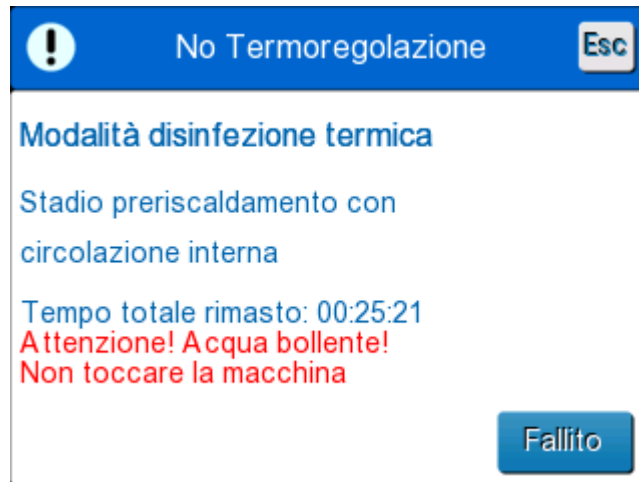 No Termoregolazione
Esc
Modalità disinfezione termica
Stadio preriscaldamento con
circolazione interna
Tempo totale rimasto: 00:25:21
Attenzione! Acqua bollente!
Non toccare la macchina
Fallito